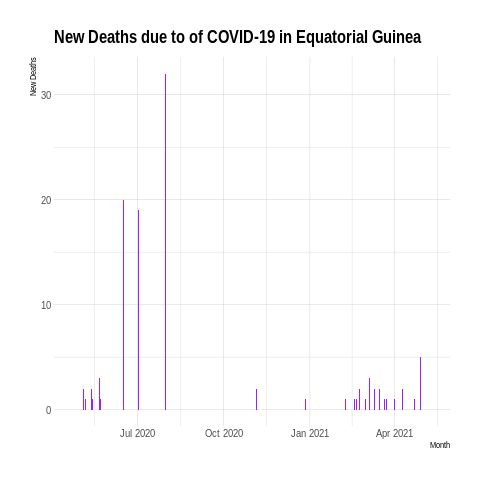 New Deaths due to of COVID-19 in Equatorial Guinea
New Deaths
30
20
10
0
Jul 2020
Oct 2020
Jan 2021
Apr 2021
Month